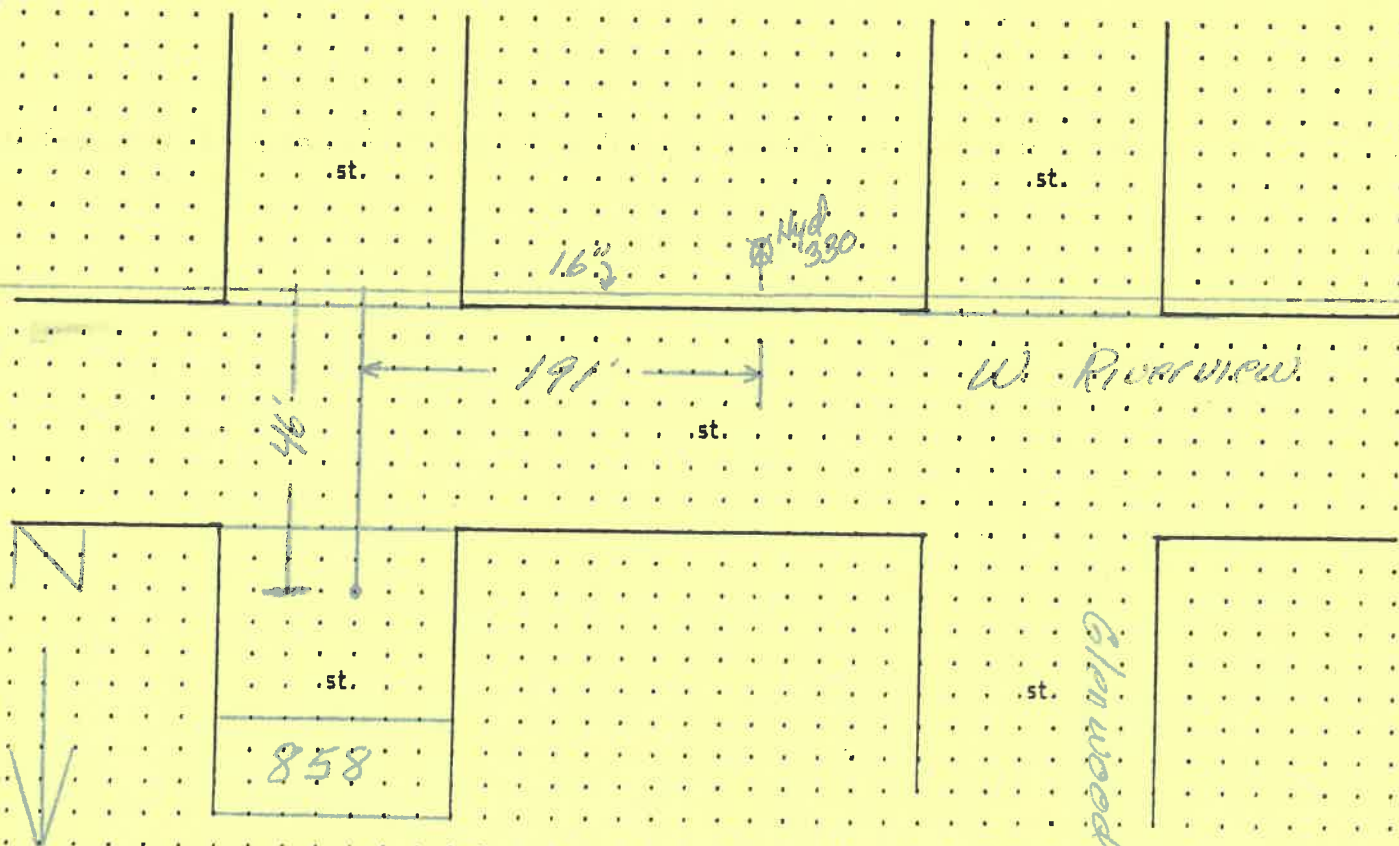 st.
st.
Hyd
330
16"
191'
W. Riverview
46'
st.
N
st.
st.
Glenwood
858